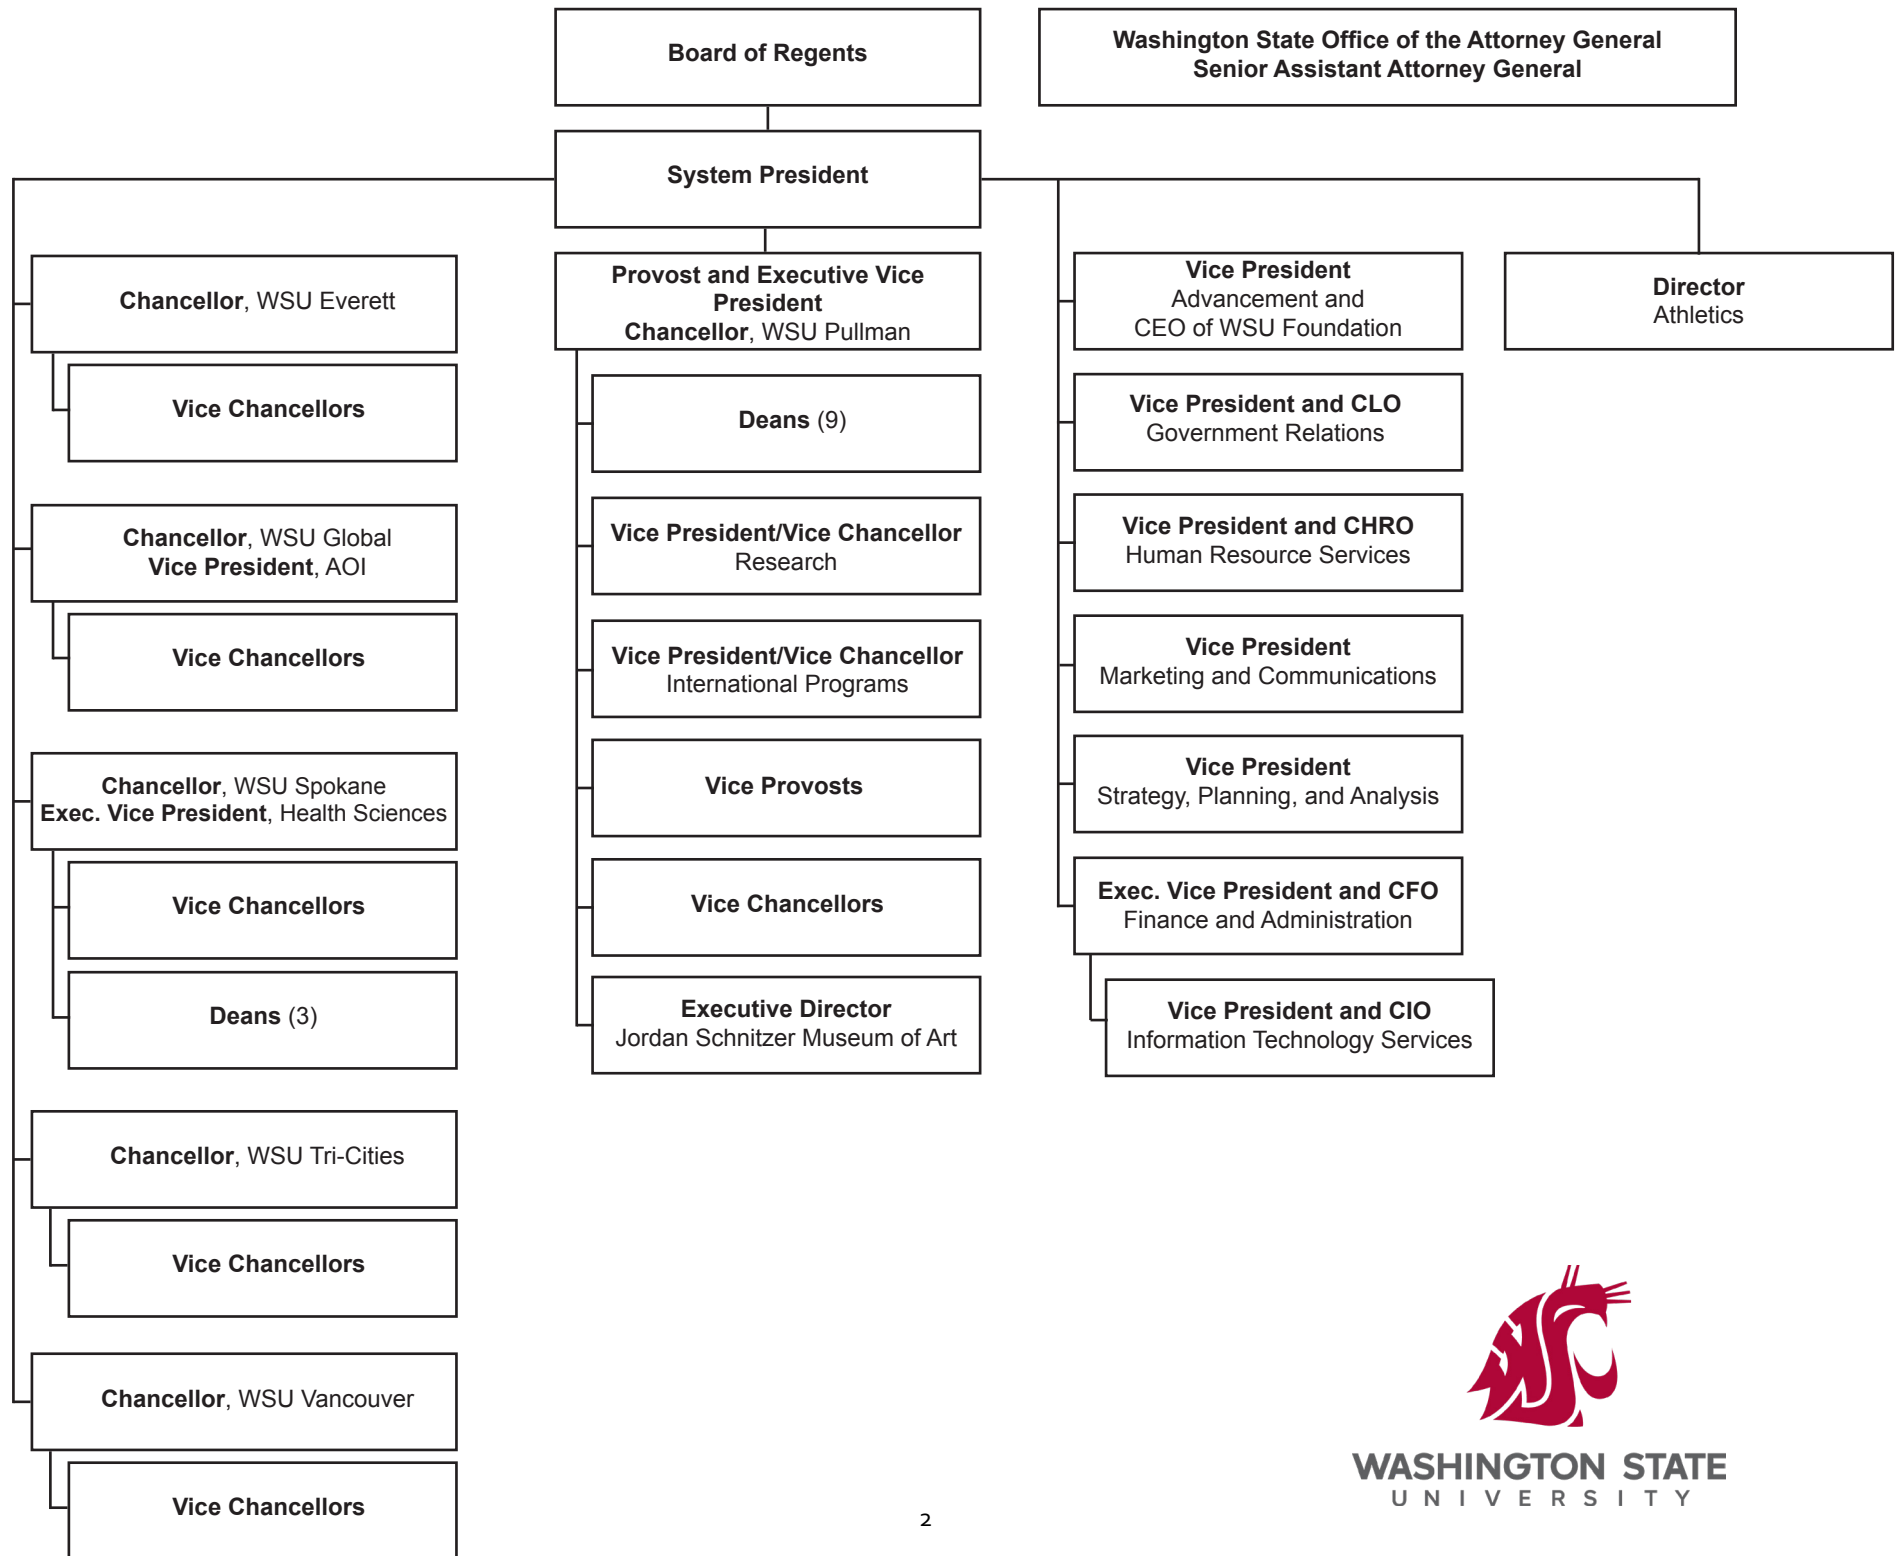 Board of Regents
Washington State Office of the Attorney General
Senior Assistant Attorney General
System President
Chancellor, WSU Everett
Vice Chancellors
Chancellor, WSU Global
Vice President, AOI
Vice Chancellors
Chancellor, WSU Spokane
Exec. Vice President, Health Sciences
Vice Chancellors
Deans (3)
Chancellor, WSU Tri-Cities
Vice Chancellors
Chancellor, WSU Vancouver
Vice Chancellors
Provost and Executive Vice
President
Chancellor, WSU Pullman
Deans (9)
Vice President/Vice Chancellor
Research
Vice President/Vice Chancellor
International Programs
Vice Provosts
Vice Chancellors
Executive Director
Jordan Schnitzer Museum of Art
Vice President
Advancement and
CEO of WSU Foundation
Vice President and CLO
Government Relations
Vice President and CHRO
Human Resource Services
Vice President
Marketing and Communications
Vice President
Strategy, Planning, and Analysis
Exec. Vice President and CFO
Finance and Administration
Vice President and CIO
Information Technology Services
Director
Athletics
WASHINGTON STATE
UNIVERSITY
2